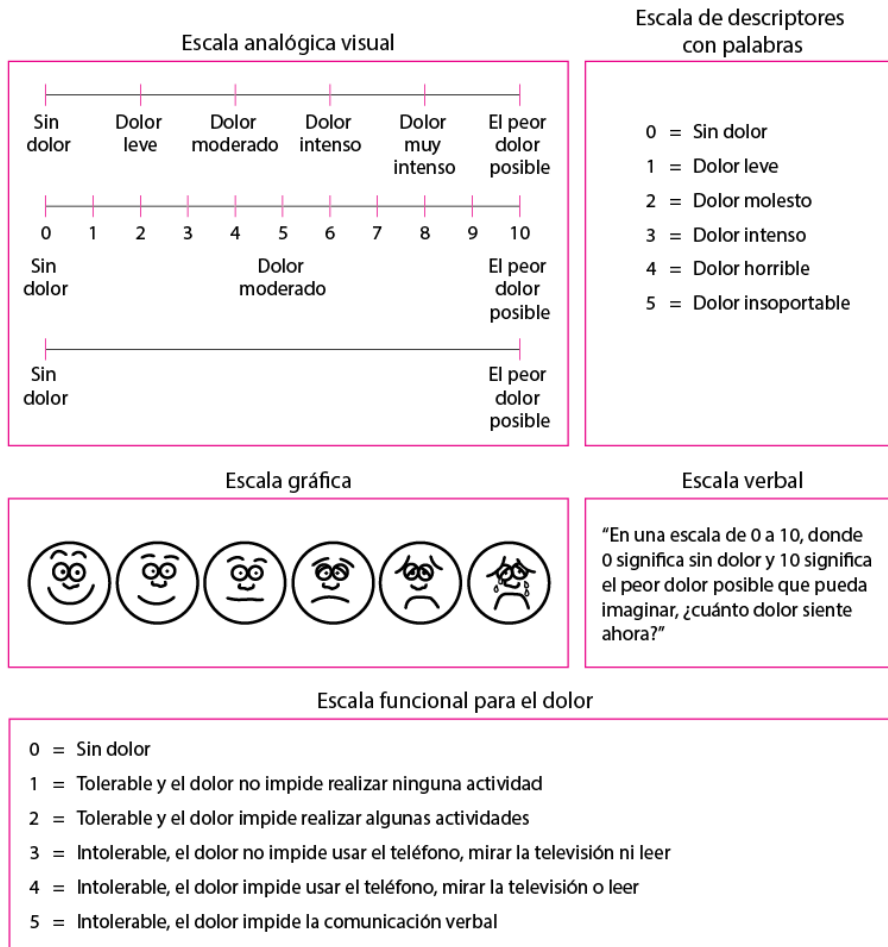 Escala analógica visual
Sin
dolor
Dolor
leve
Dolor
moderado
Dolor
intenso
Dolor
muy
intenso
El peor
dolor
posible
0 1 2 3 4 5 6 7 8 9 10
Sin
dolor
Dolor
moderado
El peor
dolor
posible
Sin
dolor
El peor
dolor
posible
Escala de descriptores
con palabras
0 = Sin dolor
1 = Dolor leve
2 = Dolor molesto
3 = Dolor intenso
4 = Dolor horrible
5 = Dolor insoportable
Escala gráfica
Escala verbal
“En una escala de 0 a 10, donde
0 significa sin dolor y 10 significa
el peor dolor posible que pueda
imaginar, ¿cuánto dolor siente
ahora?”
Escala funcional para el dolor
0 = Sin dolor
1 = Tolerable y el dolor no impide realizar ninguna actividad
2 = Tolerable y el dolor impide realizar algunas actividades
3 = Intolerable, el dolor no impide usar el teléfono, mirar la televisión ni leer
4 = Intolerable, el dolor impide usar el teléfono, mirar la televisión o leer
5 = Intolerable, el dolor impide la comunicación verbal